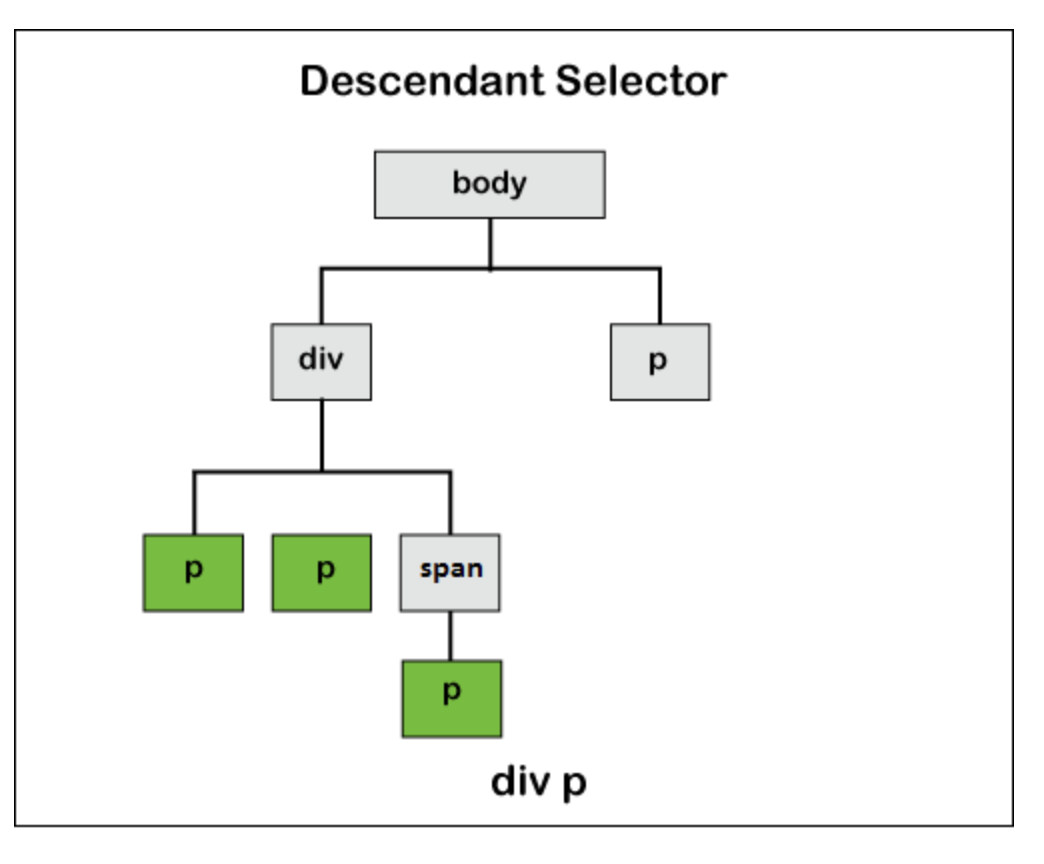 Descendant Selector
body
div
p
p
p
span
p
div p